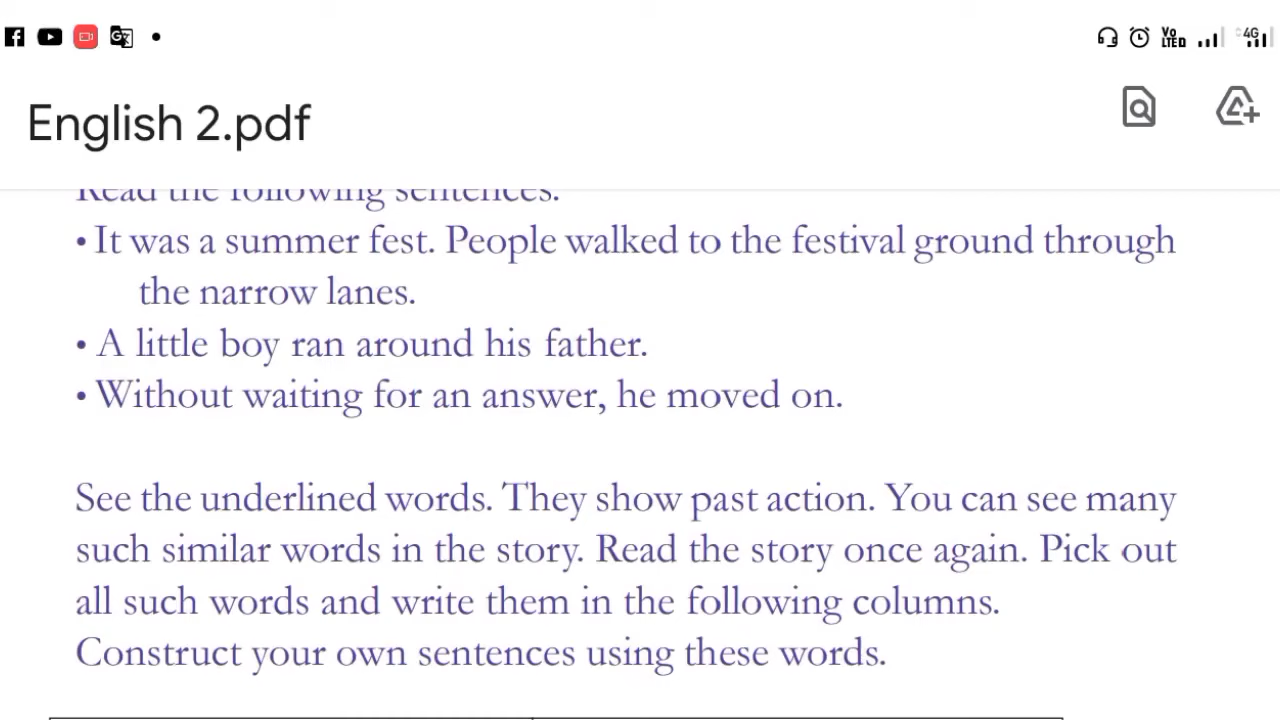 Vo
LTED
4G
English 2.pdf
Read the following sentences.
• It was a summer fest. People walked to the festival ground through
the narrow lanes.
• A little boy ran around his father.
• Without waiting for an answer, he moved on.
See the underlined words. They show past action. You can see many
such similar words in the story. Read the story once again. Pick out
all such words and write them in the following columns.
Construct your own sentences using these words.